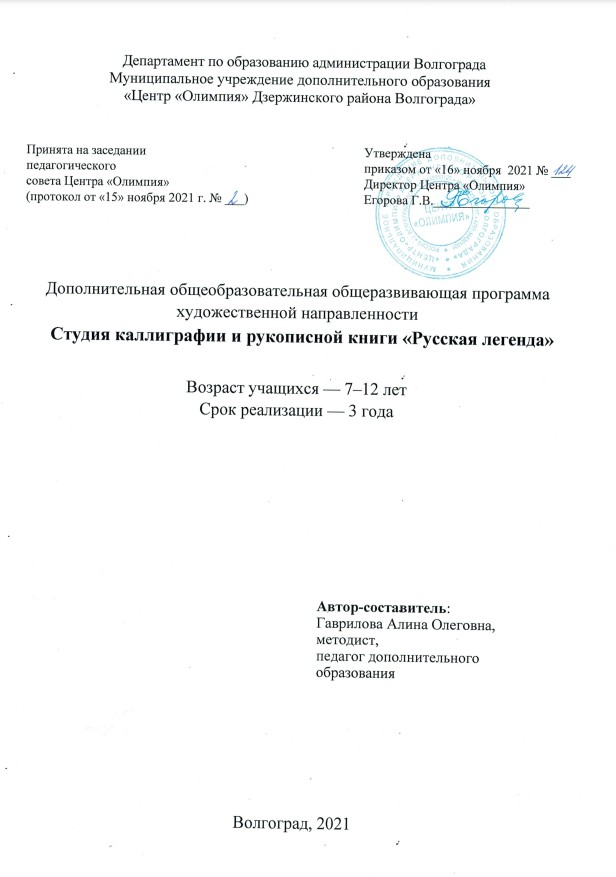 Департамент по образованию администрации Волгограда
Муниципальное учреждение дополнительного образования
«Центр «Олимпия» Дзержинского района Волгограда»
Принята на заседании
педагогического
совета Центра «Олимпия»
(протокол от «15» ноября 2021 г. № 2)
Утверждена
приказом от «16» ноября 2021 № 124
Директор Центра «Олимпия»
Егорова Г.В. Егорова
«ОЛИМПИЯ»
Дополнительная общеобразовательная общеразвивающая программа
художественной направленности
Студия каллиграфии и рукописной книги «Русская легенда»
Возраст учащихся — 7–12 лет
Срок реализации — 3 года
Автор-составитель:
Гаврилова Алина Олеговна,
методист,
педагог дополнительного
образования
Волгоград, 2021